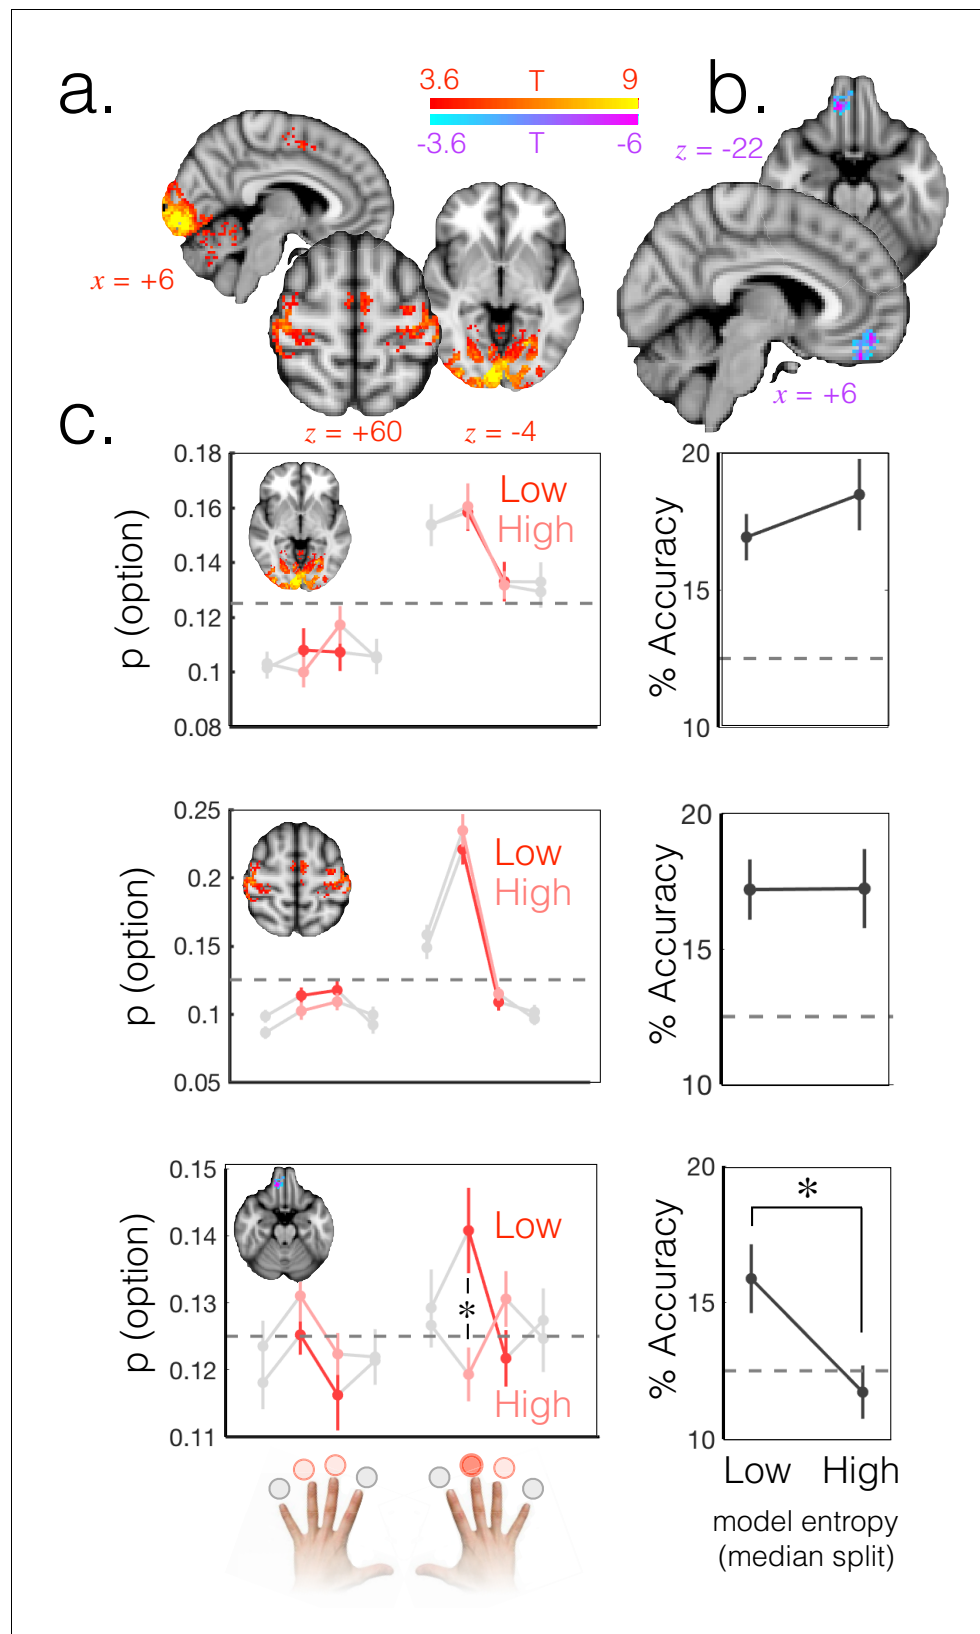 a.
3.6 T 9
-3.6 T -6
b.
z = -22
x = +6
x = +6
z = +60
z = -4
c.
0.18
0.16
0.14
0.12
0.1
0.08
p (option)
Low
High
20
15
10
% Accuracy
0.25
0.2
0.15
0.1
0.05
p (option)
Low
High
20
15
10
% Accuracy
0.15
0.14
0.13
0.12
0.11
p (option)
Low
*
High
20
15
10
% Accuracy
*
Low High
model entropy
(median split)